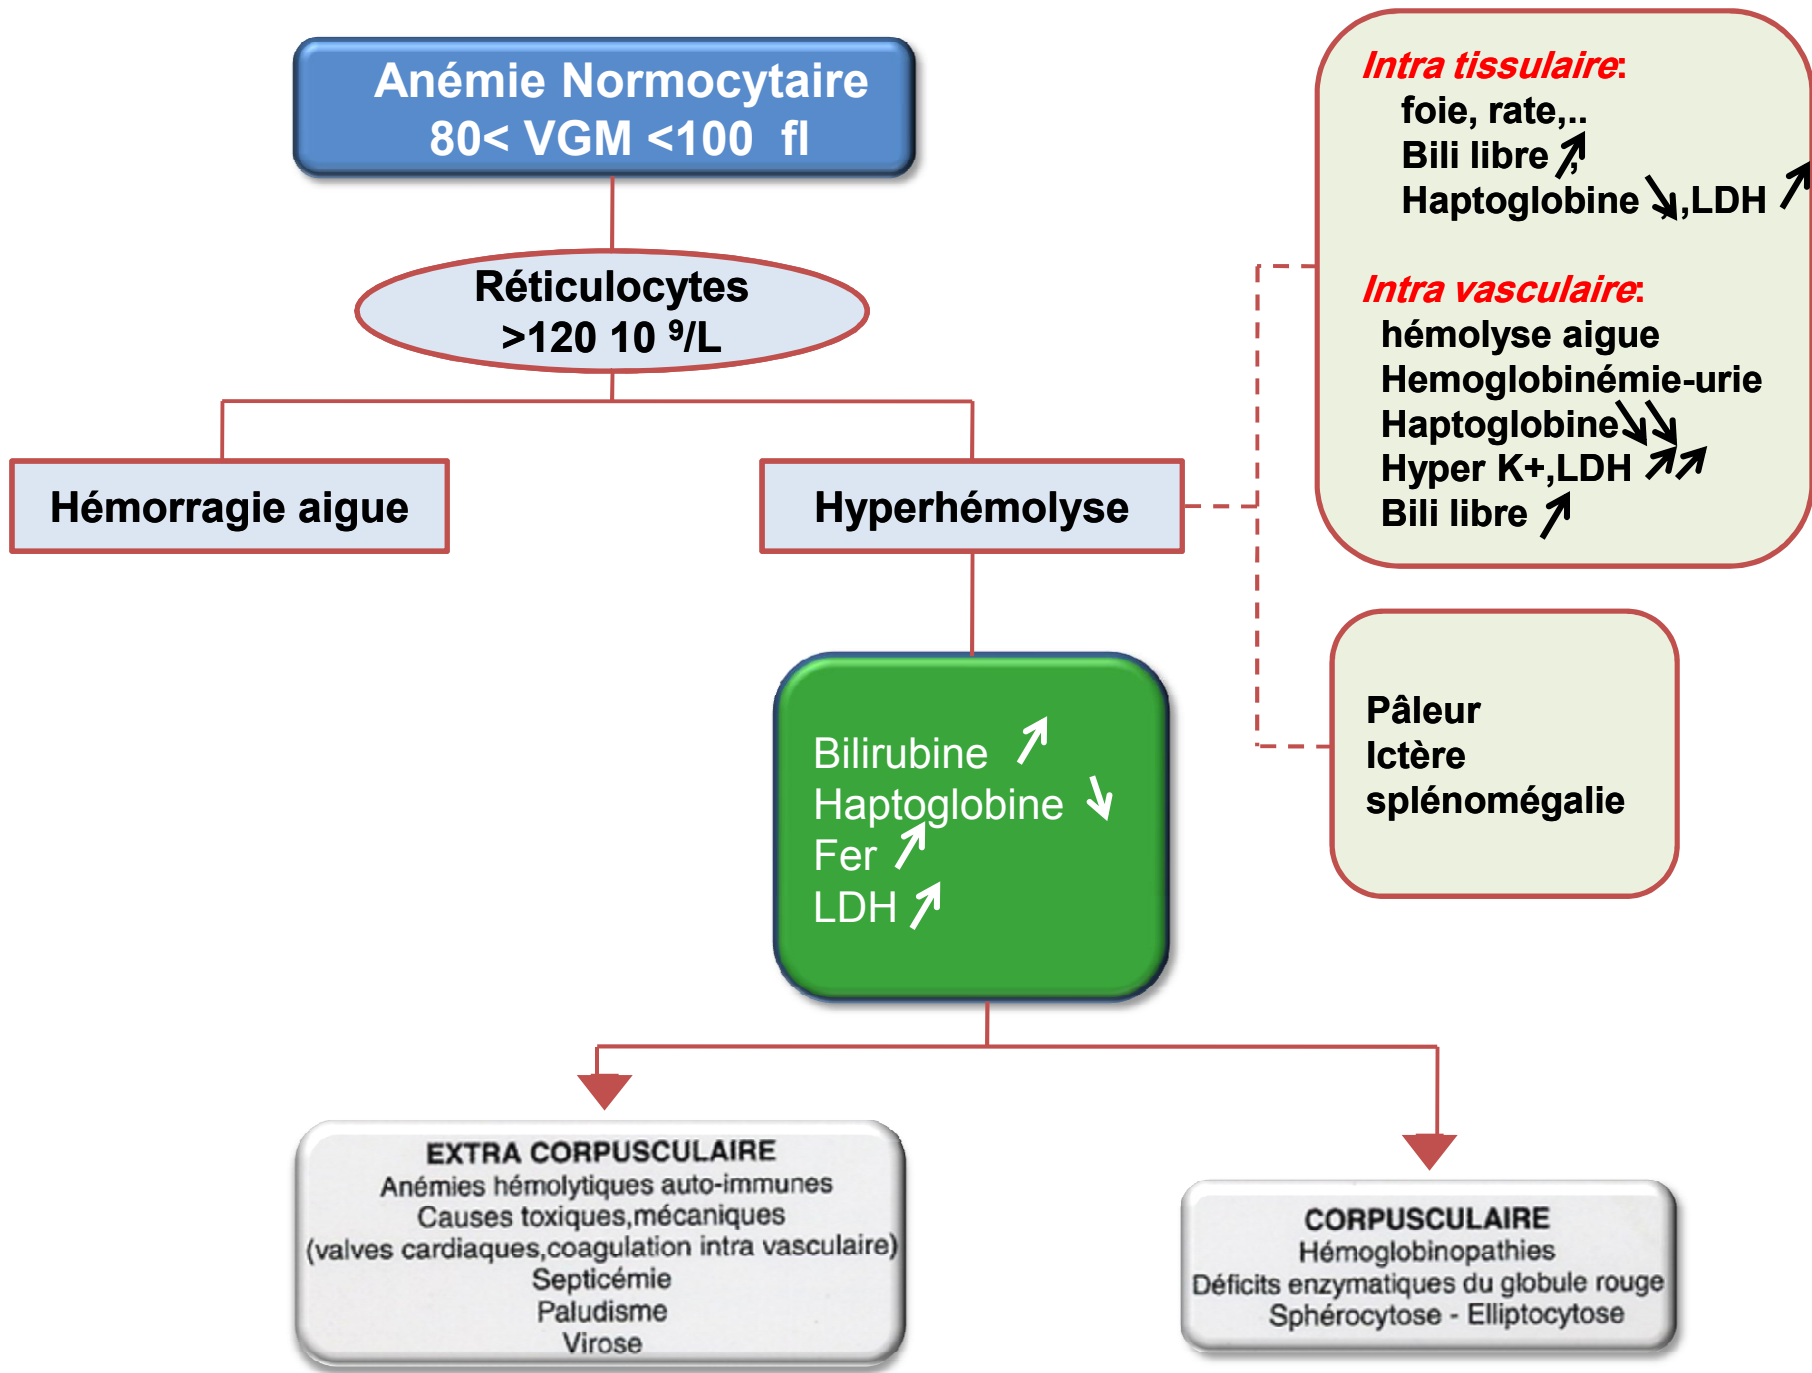 Anémie Normocytaire
80< VGM <100 fl
Réticulocytes
>120 10 ⁹/L
Hémorragie aigue
Hyperhémolyse
Intra tissulaire:
foie, rate,..
Bili libre ↗,
Haptoglobine ↘,LDH ↗
Intra vasculaire:
hémolyse aigue
Hemoglobinémie-urie
Haptoglobine↘↘
Hyper K+,LDH ↗↗
Bili libre ↗
Pâleur
Ictère
splénomégalie
Bilirubine ↗
Haptoglobine ↘
Fer ↗
LDH ↗
EXTRA CORPUSCULAIRE
Anémies hémolytiques auto-immunes
Causes toxiques,mécaniques
(valves cardiaques,coagulation intra vasculaire)
Septicémie
Paludisme
Virose
CORPUSCULAIRE
Hémoglobinopathies
Déficits enzymatiques du globule rouge
Sphérocytose - Elliptocytose